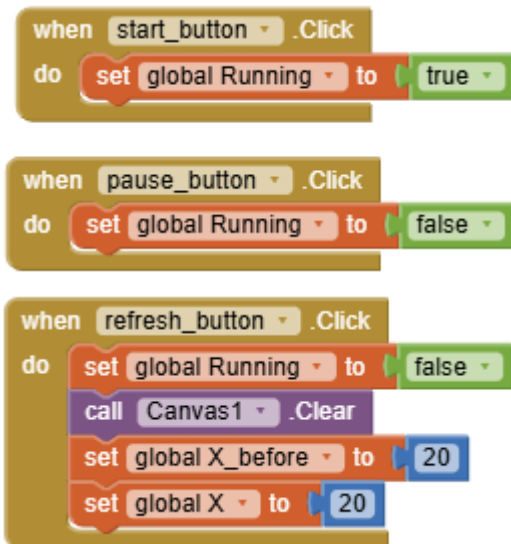 when start_button .Click
do set global Running to true
when pause_button .Click
do set global Running to false
when refresh_button .Click
do set global Running to false
call Canvas1 .Clear
set global X_before to 20
set global X to 20